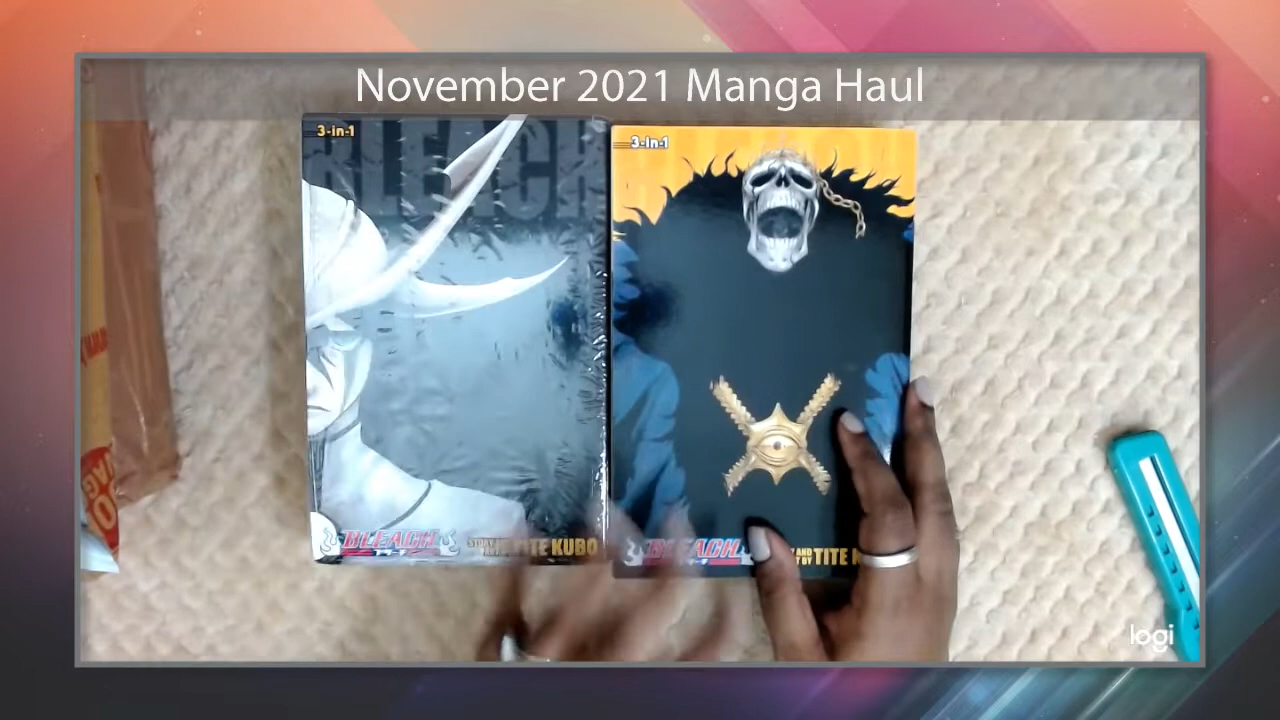 November 2021 Manga Haul
3-in-1
BLEACH
BLEACH
TITE KUBO
3-in-1
BLEACH
TITE
logi